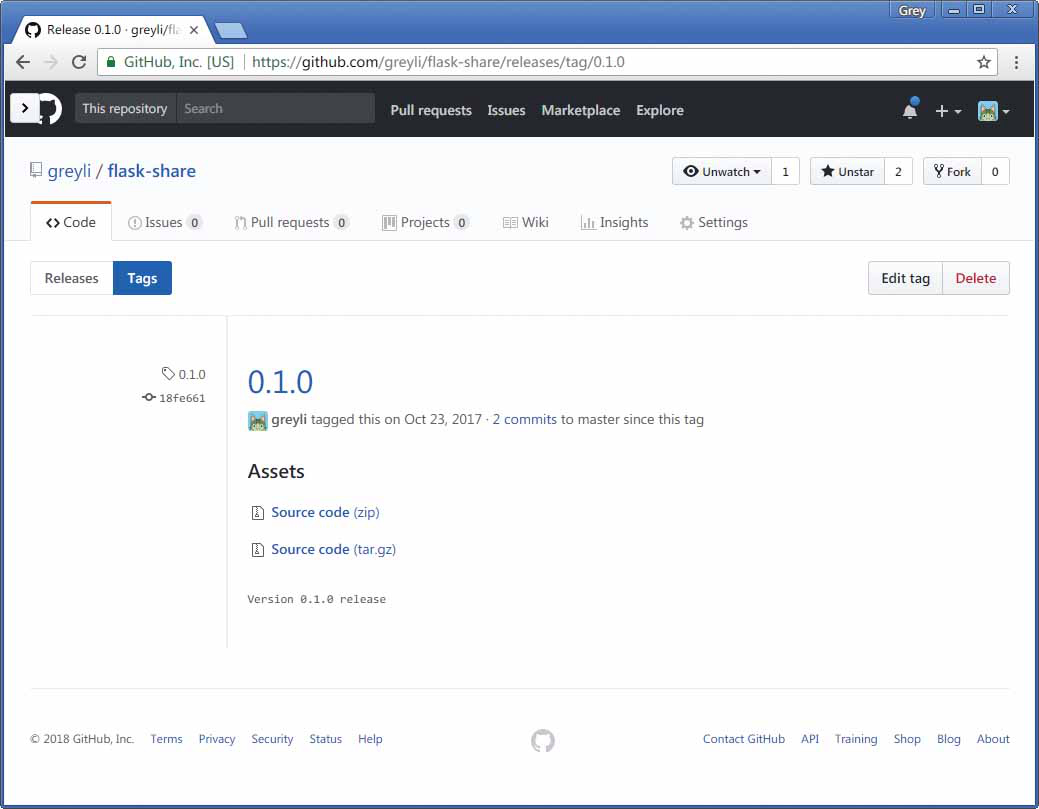 Grey
Release 0.1.0 · greyli/fla
GitHub, Inc. [US] https://github.com/greyli/flask-share/releases/tag/0.1.0
This repository Search Pull requests Issues Marketplace Explore
greyli / flask-share Unwatch 1 Unstar 2 Fork 0
Code Issues 0 Pull requests 0 Projects 0 Wiki Insights Settings
Releases Tags Edit tag Delete
0.1.0
18fe661
0.1.0
greyli tagged this on Oct 23, 2017 · 2 commits to master since this tag
Assets
Source code (zip)
Source code (tar.gz)
Version 0.1.0 release
© 2018 GitHub, Inc. Terms Privacy Security Status Help Contact GitHub API Training Shop Blog About